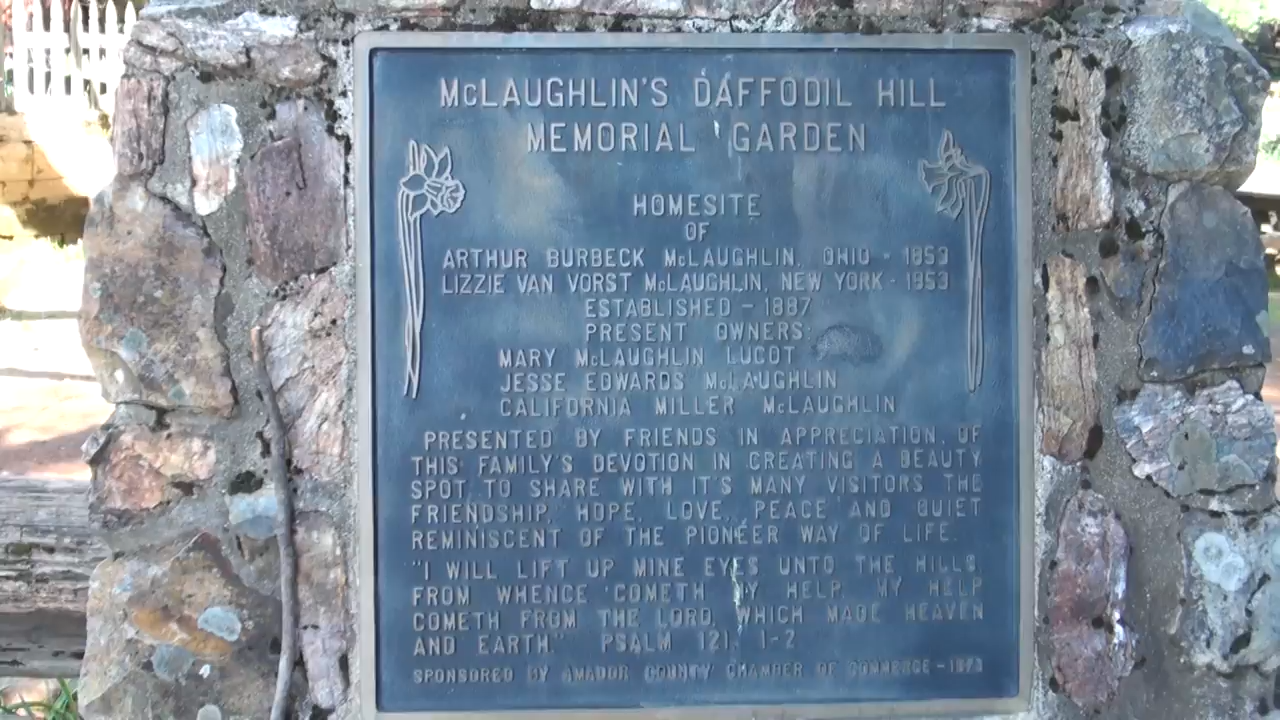 McLAUGHLIN'S DAFFODIL HILL
MEMORIAL GARDEN
HOMESITE
OF
ARTHUR BURBECK McLAUGHLIN, OHIO - 1853
LIZZIE VAN VORST McLAUGHLIN, NEW YORK - 1953
ESTABLISHED - 1887
PRESENT OWNERS:
MARY McLAUGHLIN LUCOT
JESSE EDWARDS McLAUGHLIN
CALIFORNIA MILLER McLAUGHLIN
PRESENTED BY FRIENDS IN APPRECIATION OF
THIS FAMILY'S DEVOTION IN CREATING A BEAUTY
SPOT TO SHARE WITH IT'S MANY VISITORS THE
FRIENDSHIP, HOPE, LOVE, PEACE AND QUIET
REMINISCENT OF THE PIONEER WAY OF LIFE.
"I WILL LIFT UP MINE EYES UNTO THE HILLS
FROM WHENCE COMETH MY HELP. MY HELP
COMETH FROM THE LORD, WHICH MADE HEAVEN
AND EARTH." PSALM 121, 1-2
SPONSORED BY AMADOR COUNTY CHAMBER OF COMMERCE - 1973